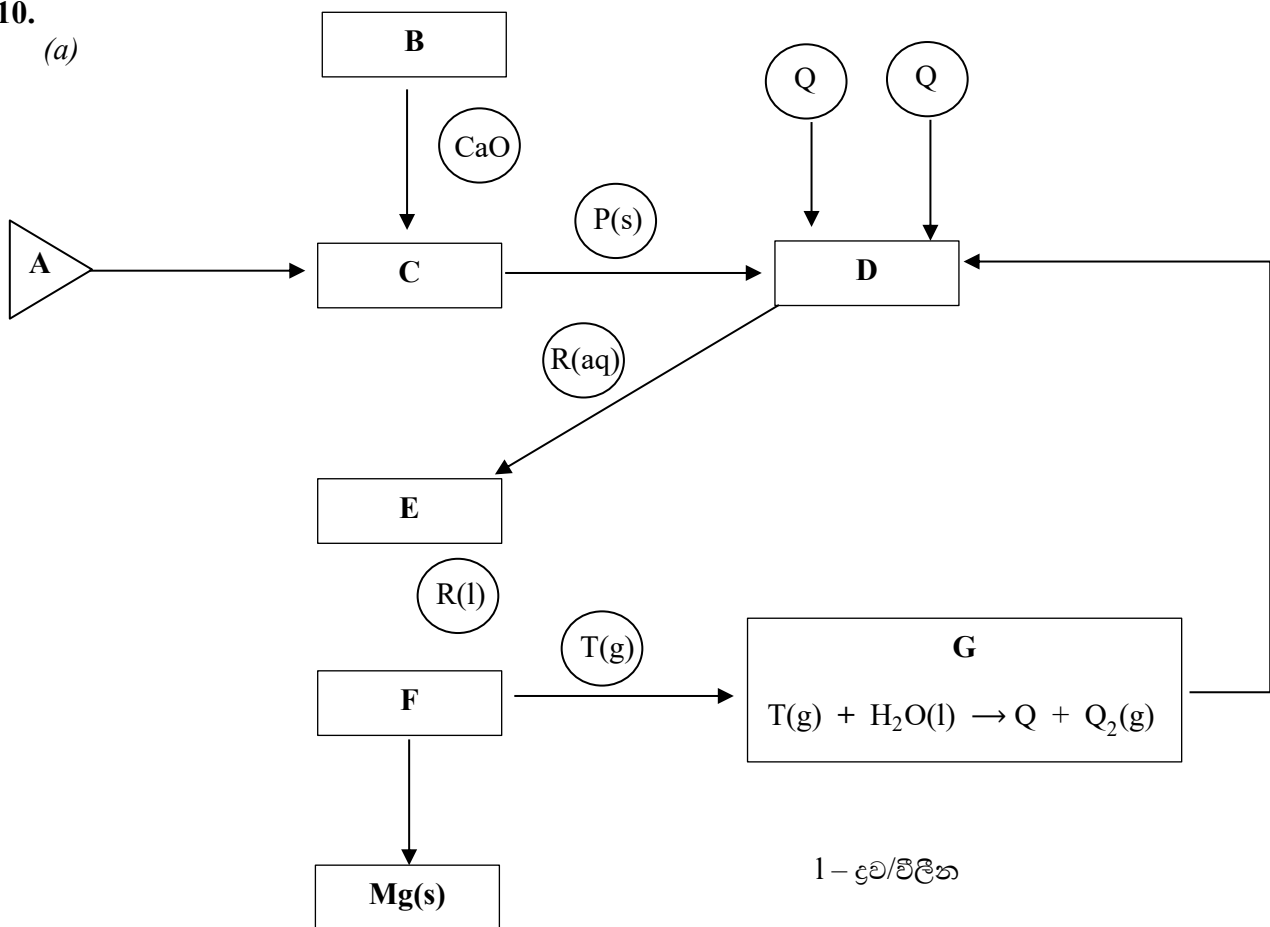 10.
(a)
B
Q
Q
CaO
P(s)
A
C
D
R(aq)
E
R(l)
T(g)
G
F
T(g) + H₂O(l) → Q + Q₂(g)
l – ද්‍රව/විලීන
Mg(s)